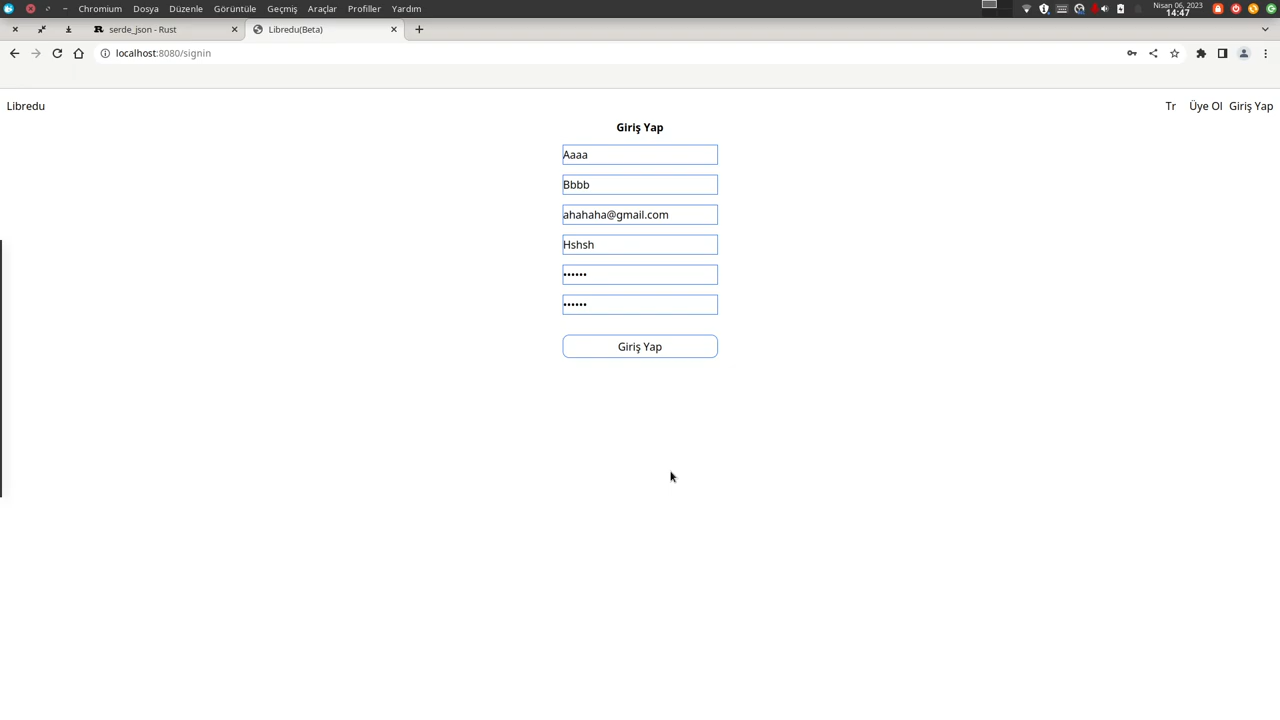 Chromium Dosya Düzenle Görüntüle Geçmiş Araçlar Profiller Yardım
Nisan 06, 2023
14:47
serde_json - Rust
Libredu(Beta)
localhost:8080/signin
Libredu
Tr Üye Ol Giriş Yap
Giriş Yap
Aaaa
Bbbb
ahahaha@gmail.com
Hshsh
••••••
••••••
Giriş Yap